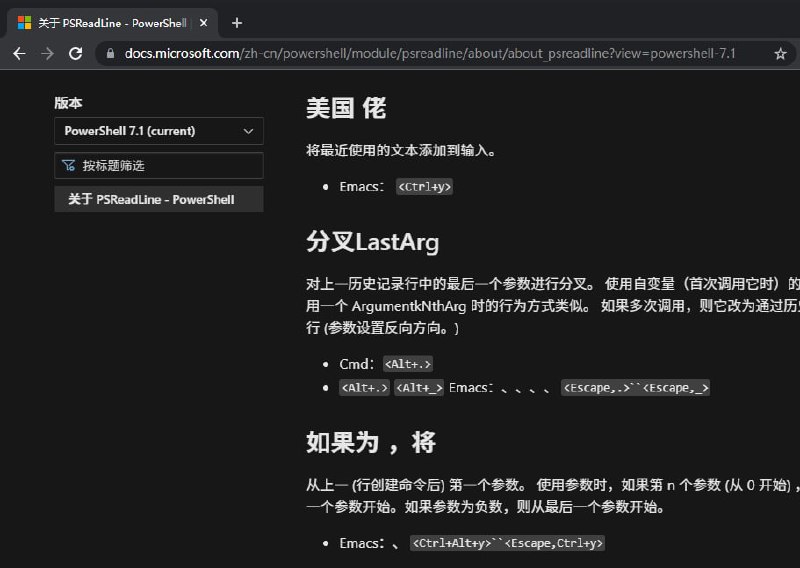 关于 PSReadLine - PowerShell
docs.microsoft.com/zh-cn/powershell/module/psreadline/about/about_psreadline?view=powershell-7.1
版本
PowerShell 7.1 (current)
按标题筛选
关于 PSReadLine - PowerShell
美国 佬
将最近使用的文本添加到输入。
Emacs： <Ctrl+y>
分叉LastArg
对上一历史记录行中的最后一个参数进行分叉。 使用自变量（首次调用它时）的
用一个 ArgumentkNthArg 时的行为方式类似。 如果多次调用，则它改为通过历史
行 (参数设置反向方向。)
Cmd： <Alt+.>
<Alt+.> <Alt+_> Emacs：、、、、 <Escape,.>``<Escape,_>
如果为 ，将
从上一 (行创建命令后) 第一个参数。 使用参数时，如果第 n 个参数 (从 0 开始) ，
一个参数开始。如果参数为负数，则从最后一个参数开始。
Emacs：、 <Ctrl+Alt+y>``<Escape,Ctrl+y>